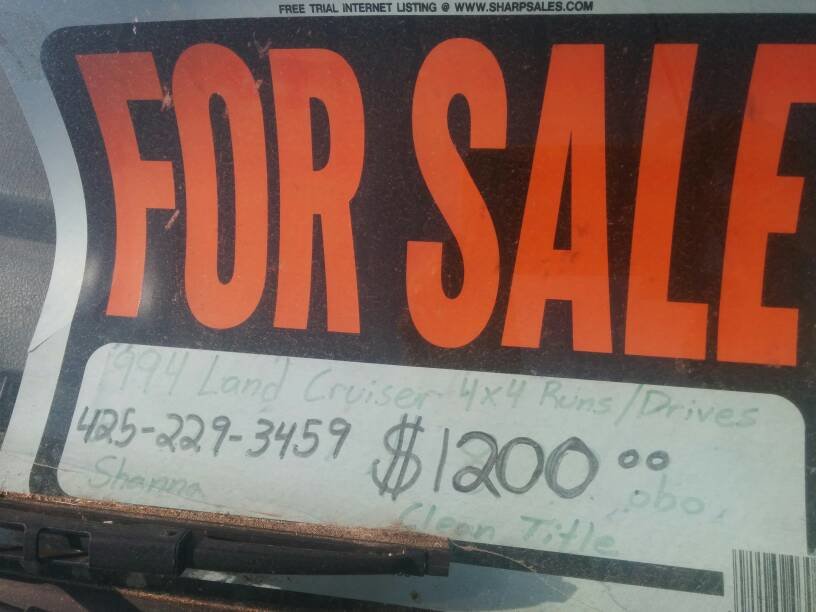 FREE TRIAL INTERNET LISTING @ WWW.SHARPSALES.COM
FOR SALE
1994 Land Cruiser 4x4 Runs/Drives
425-229-3459 $1200.00 obo.
Shanna
Clean Title